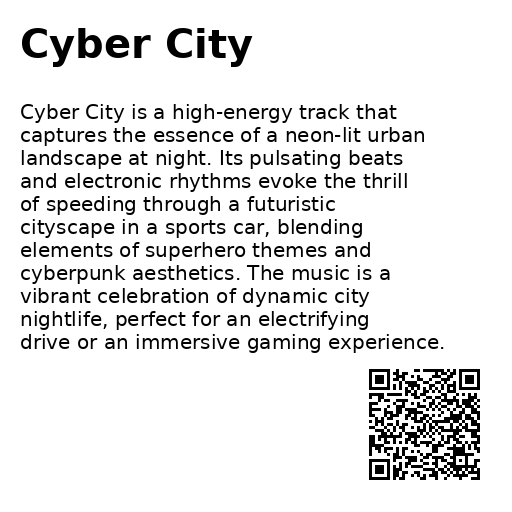 Cyber City
Cyber City is a high-energy track that
captures the essence of a neon-lit urban
landscape at night. Its pulsating beats
and electronic rhythms evoke the thrill
of speeding through a futuristic
cityscape in a sports car, blending
elements of superhero themes and
cyberpunk aesthetics. The music is a
vibrant celebration of dynamic city
nightlife, perfect for an electrifying
drive or an immersive gaming experience.